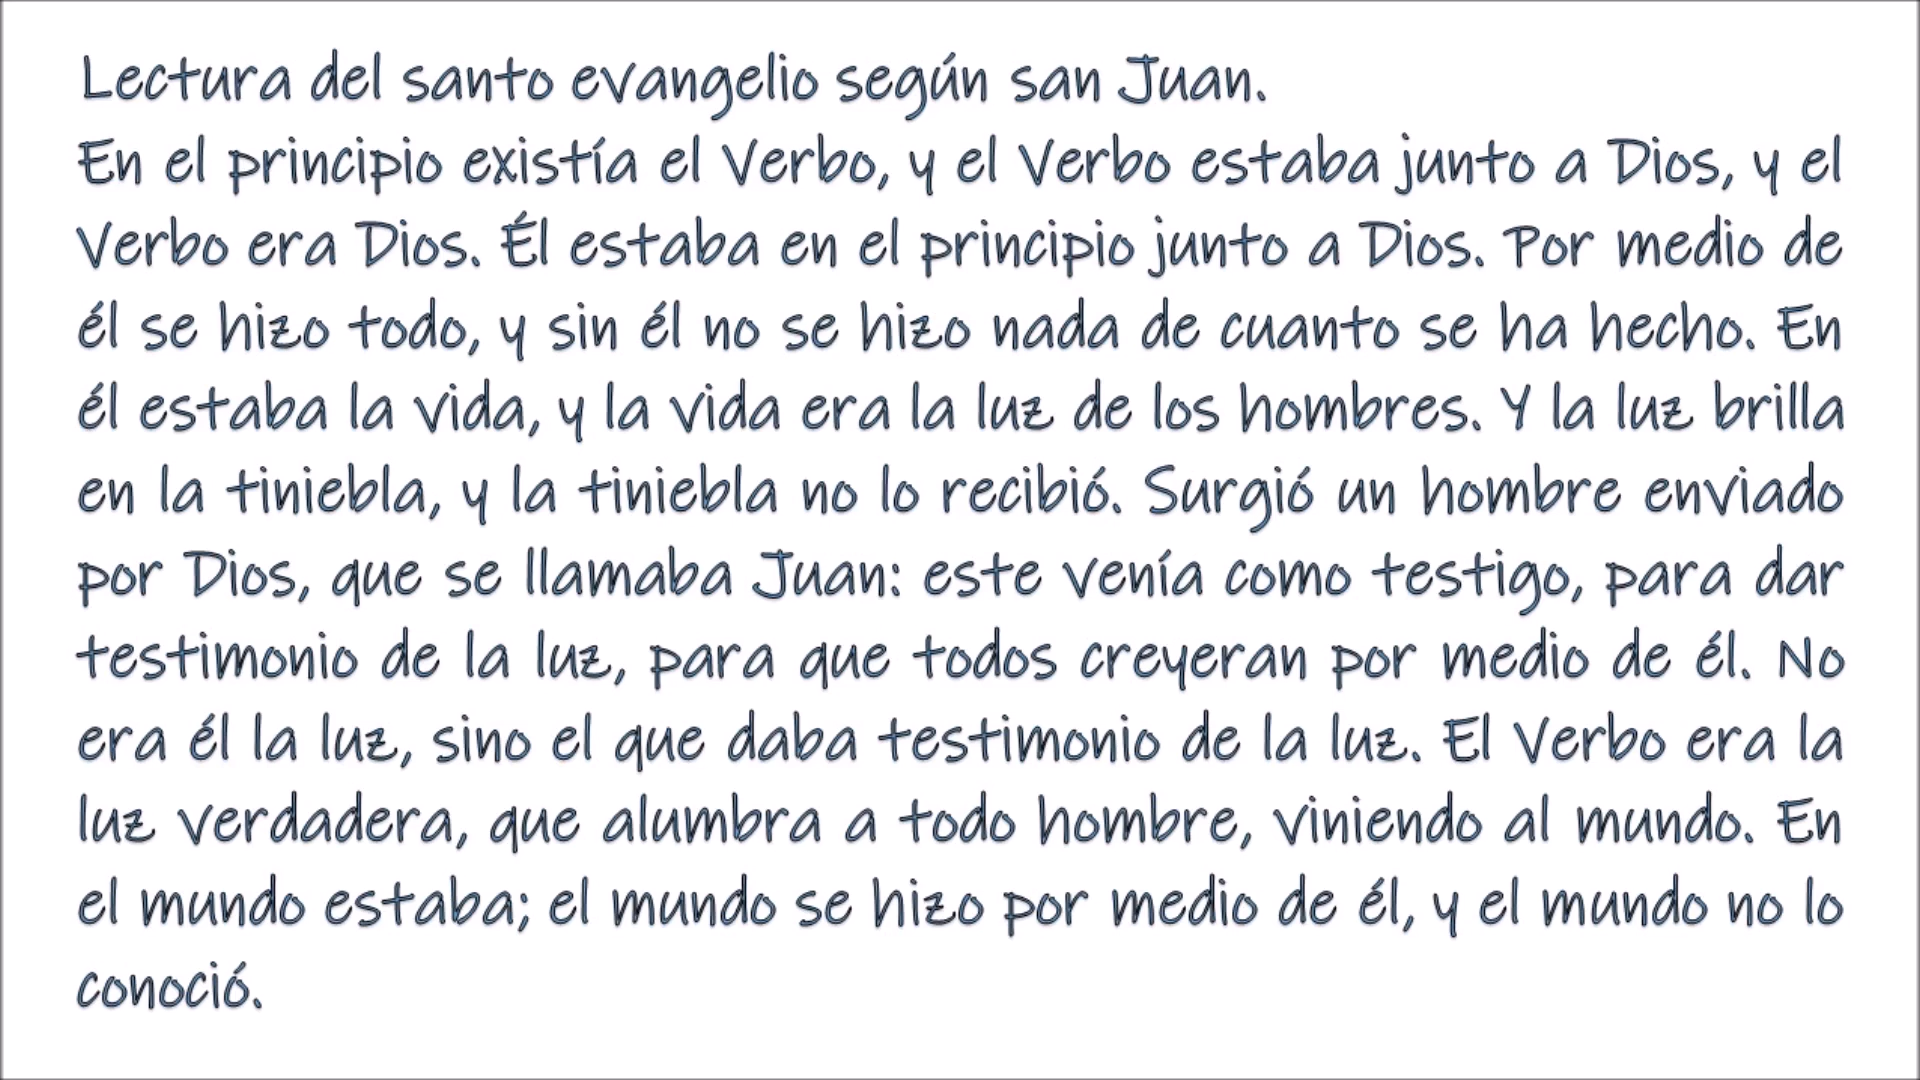 Lectura del santo evangelio según san Juan.
En el principio existía el Verbo, y el Verbo estaba junto a Dios, y el
Verbo era Dios. Él estaba en el principio junto a Dios. Por medio de
él se hizo todo, y sin él no se hizo nada de cuanto se ha hecho. En
él estaba la vida, y la vida era la luz de los hombres. Y la luz brilla
en la tiniebla, y la tiniebla no lo recibió. Surgió un hombre enviado
por Dios, que se llamaba Juan: este venía como testigo, para dar
testimonio de la luz, para que todos creyeran por medio de él. No
era él la luz, sino el que daba testimonio de la luz. El Verbo era la
luz verdadera, que alumbra a todo hombre, viniendo al mundo. En
el mundo estaba; el mundo se hizo por medio de él, y el mundo no lo
conoció.